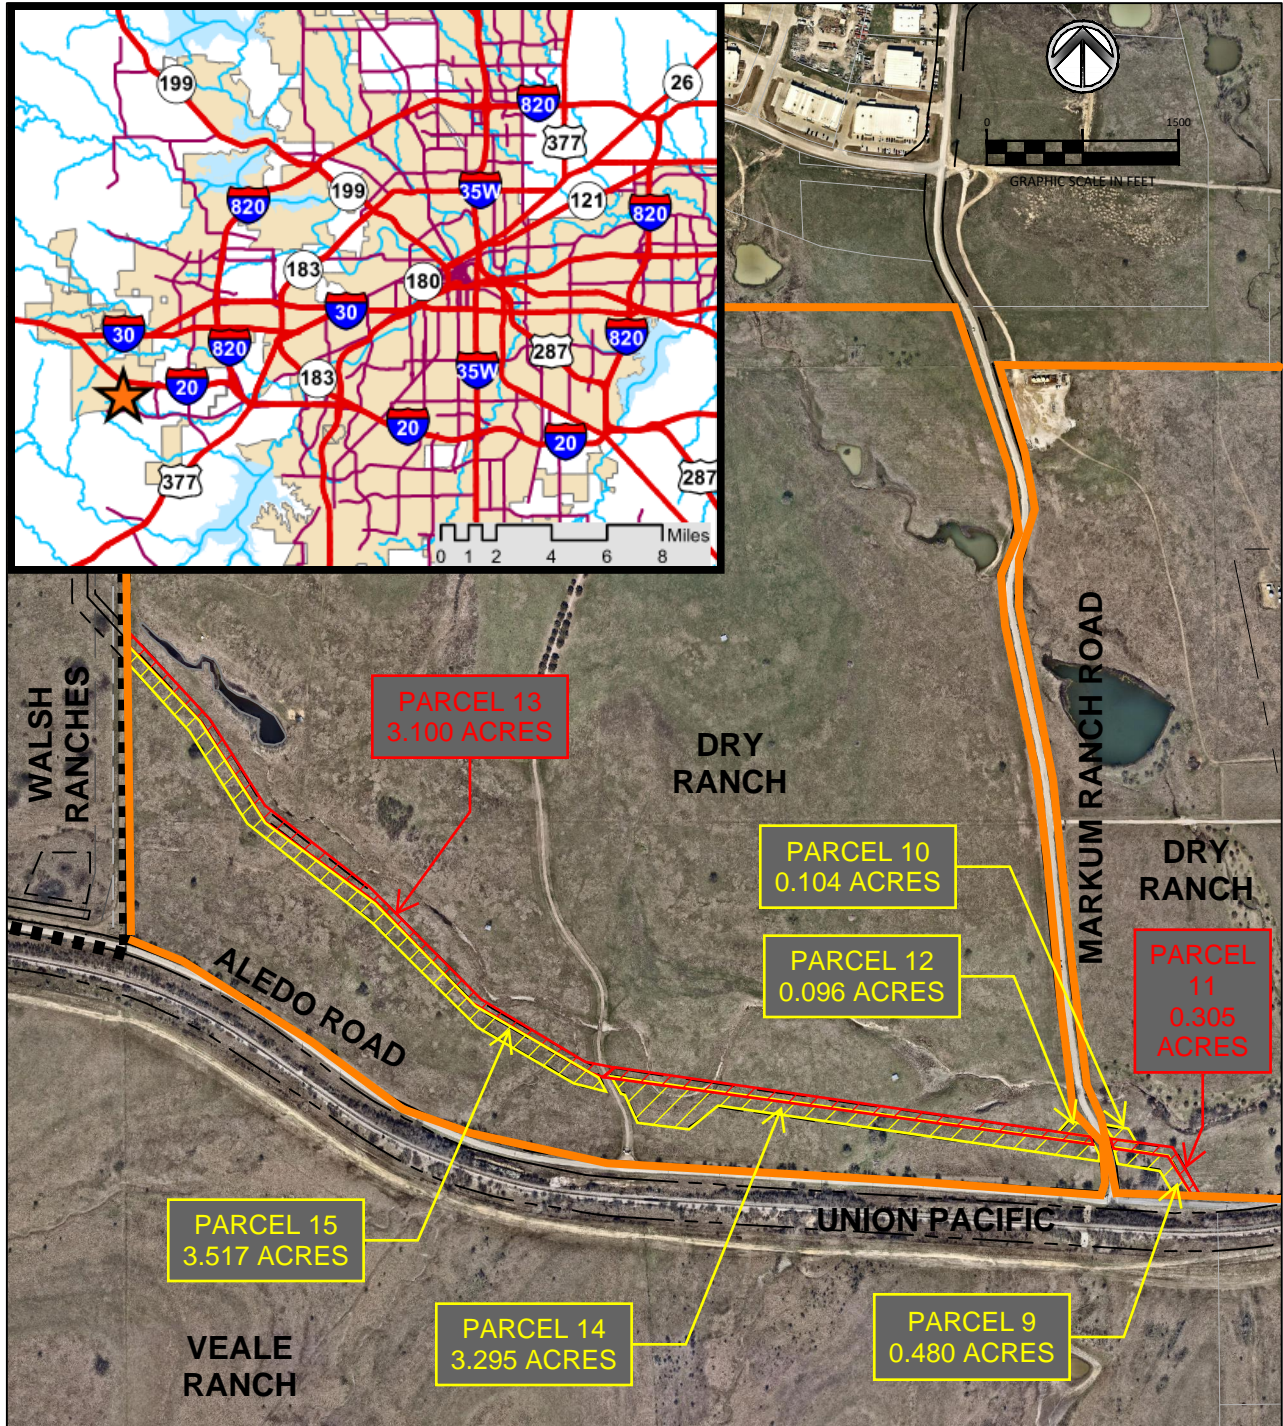 199
26
820
377
199
35W
121
820
820
183
180
30
30
820
820
287
35W
183
20
20
20
377
287
Miles
0 1 2 4 6 8
0 1500
GRAPHIC SCALE IN FEET
WALSH
RANCHES
PARCEL 13
3.100 ACRES
DRY
RANCH
MARKUM RANCH ROAD
PARCEL 10
0.104 ACRES
DRY
RANCH
PARCEL 12
0.096 ACRES
PARCEL
11
0.305
ACRES
ALEDO ROAD
PARCEL 15
3.517 ACRES
UNION PACIFIC
PARCEL 14
3.295 ACRES
PARCEL 9
0.480 ACRES
VEALE
RANCH